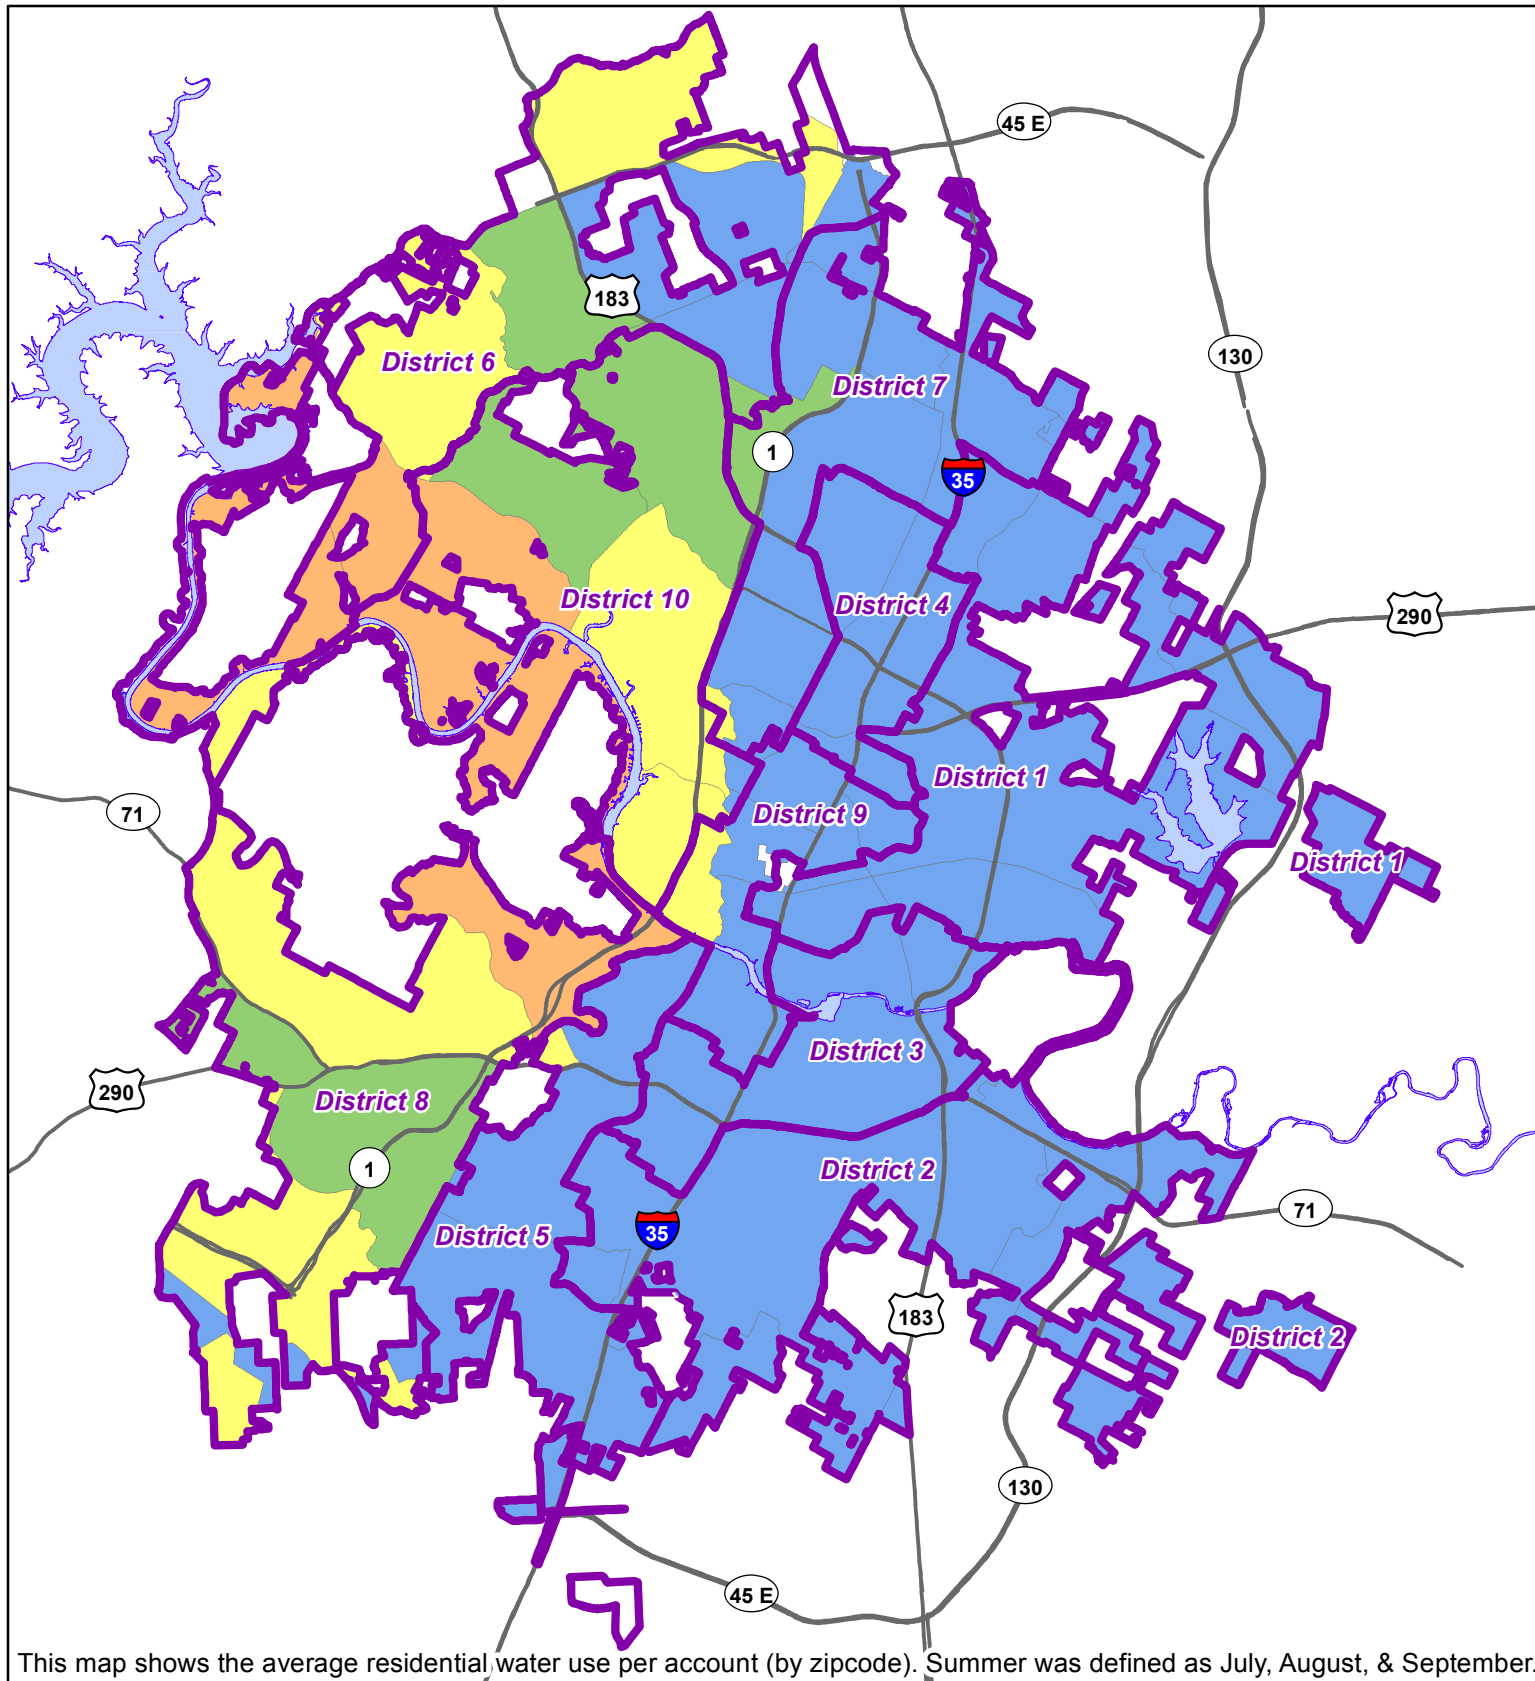 45 E
183
130
District 6
District 7
1
35
District 10
District 4
290
District 1
71
District 9
District 1
District 3
290
District 8
1
District 2
71
District 5
35
183
District 2
130
45 E
This map shows the average residential water use per account (by zipcode). Summer was defined as July, August, & September.